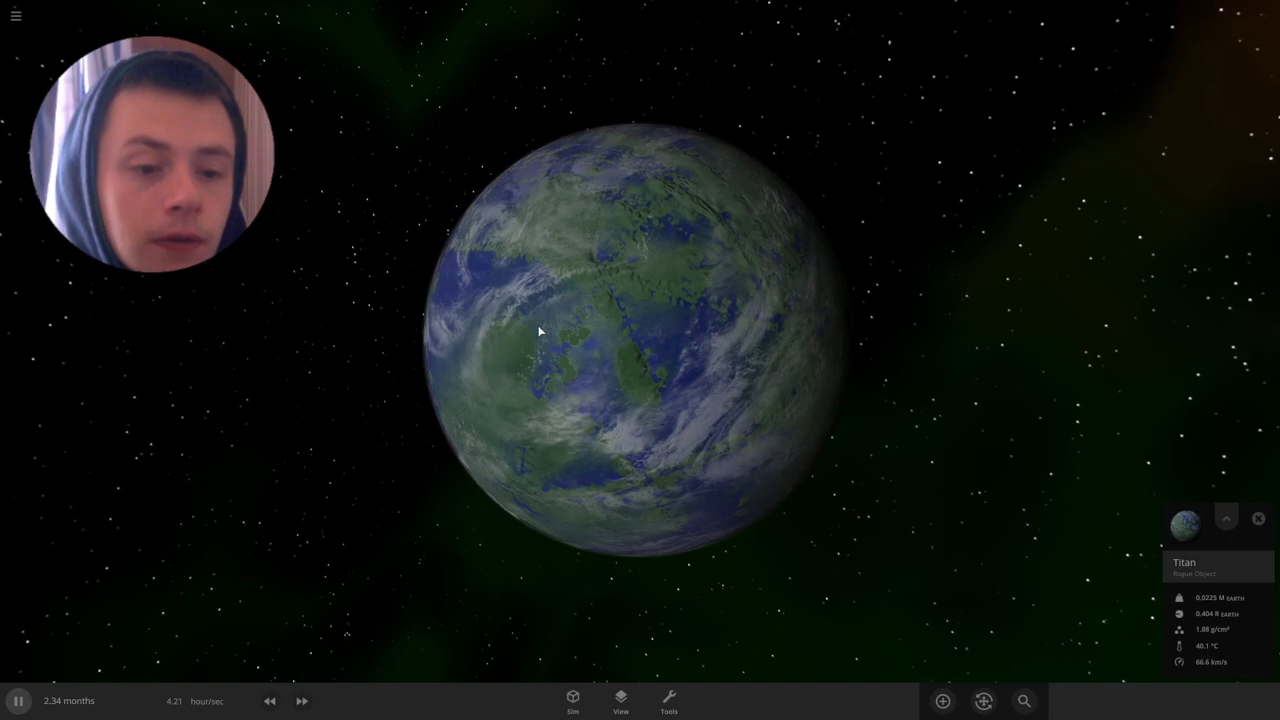 Titan
Rogue Object
0.0225 M EARTH
0.404 R EARTH
1.88 g/cm³
40.1 °C
66.6 km/s
2.34 months
4.21 hour/sec
Sim
View
Tools